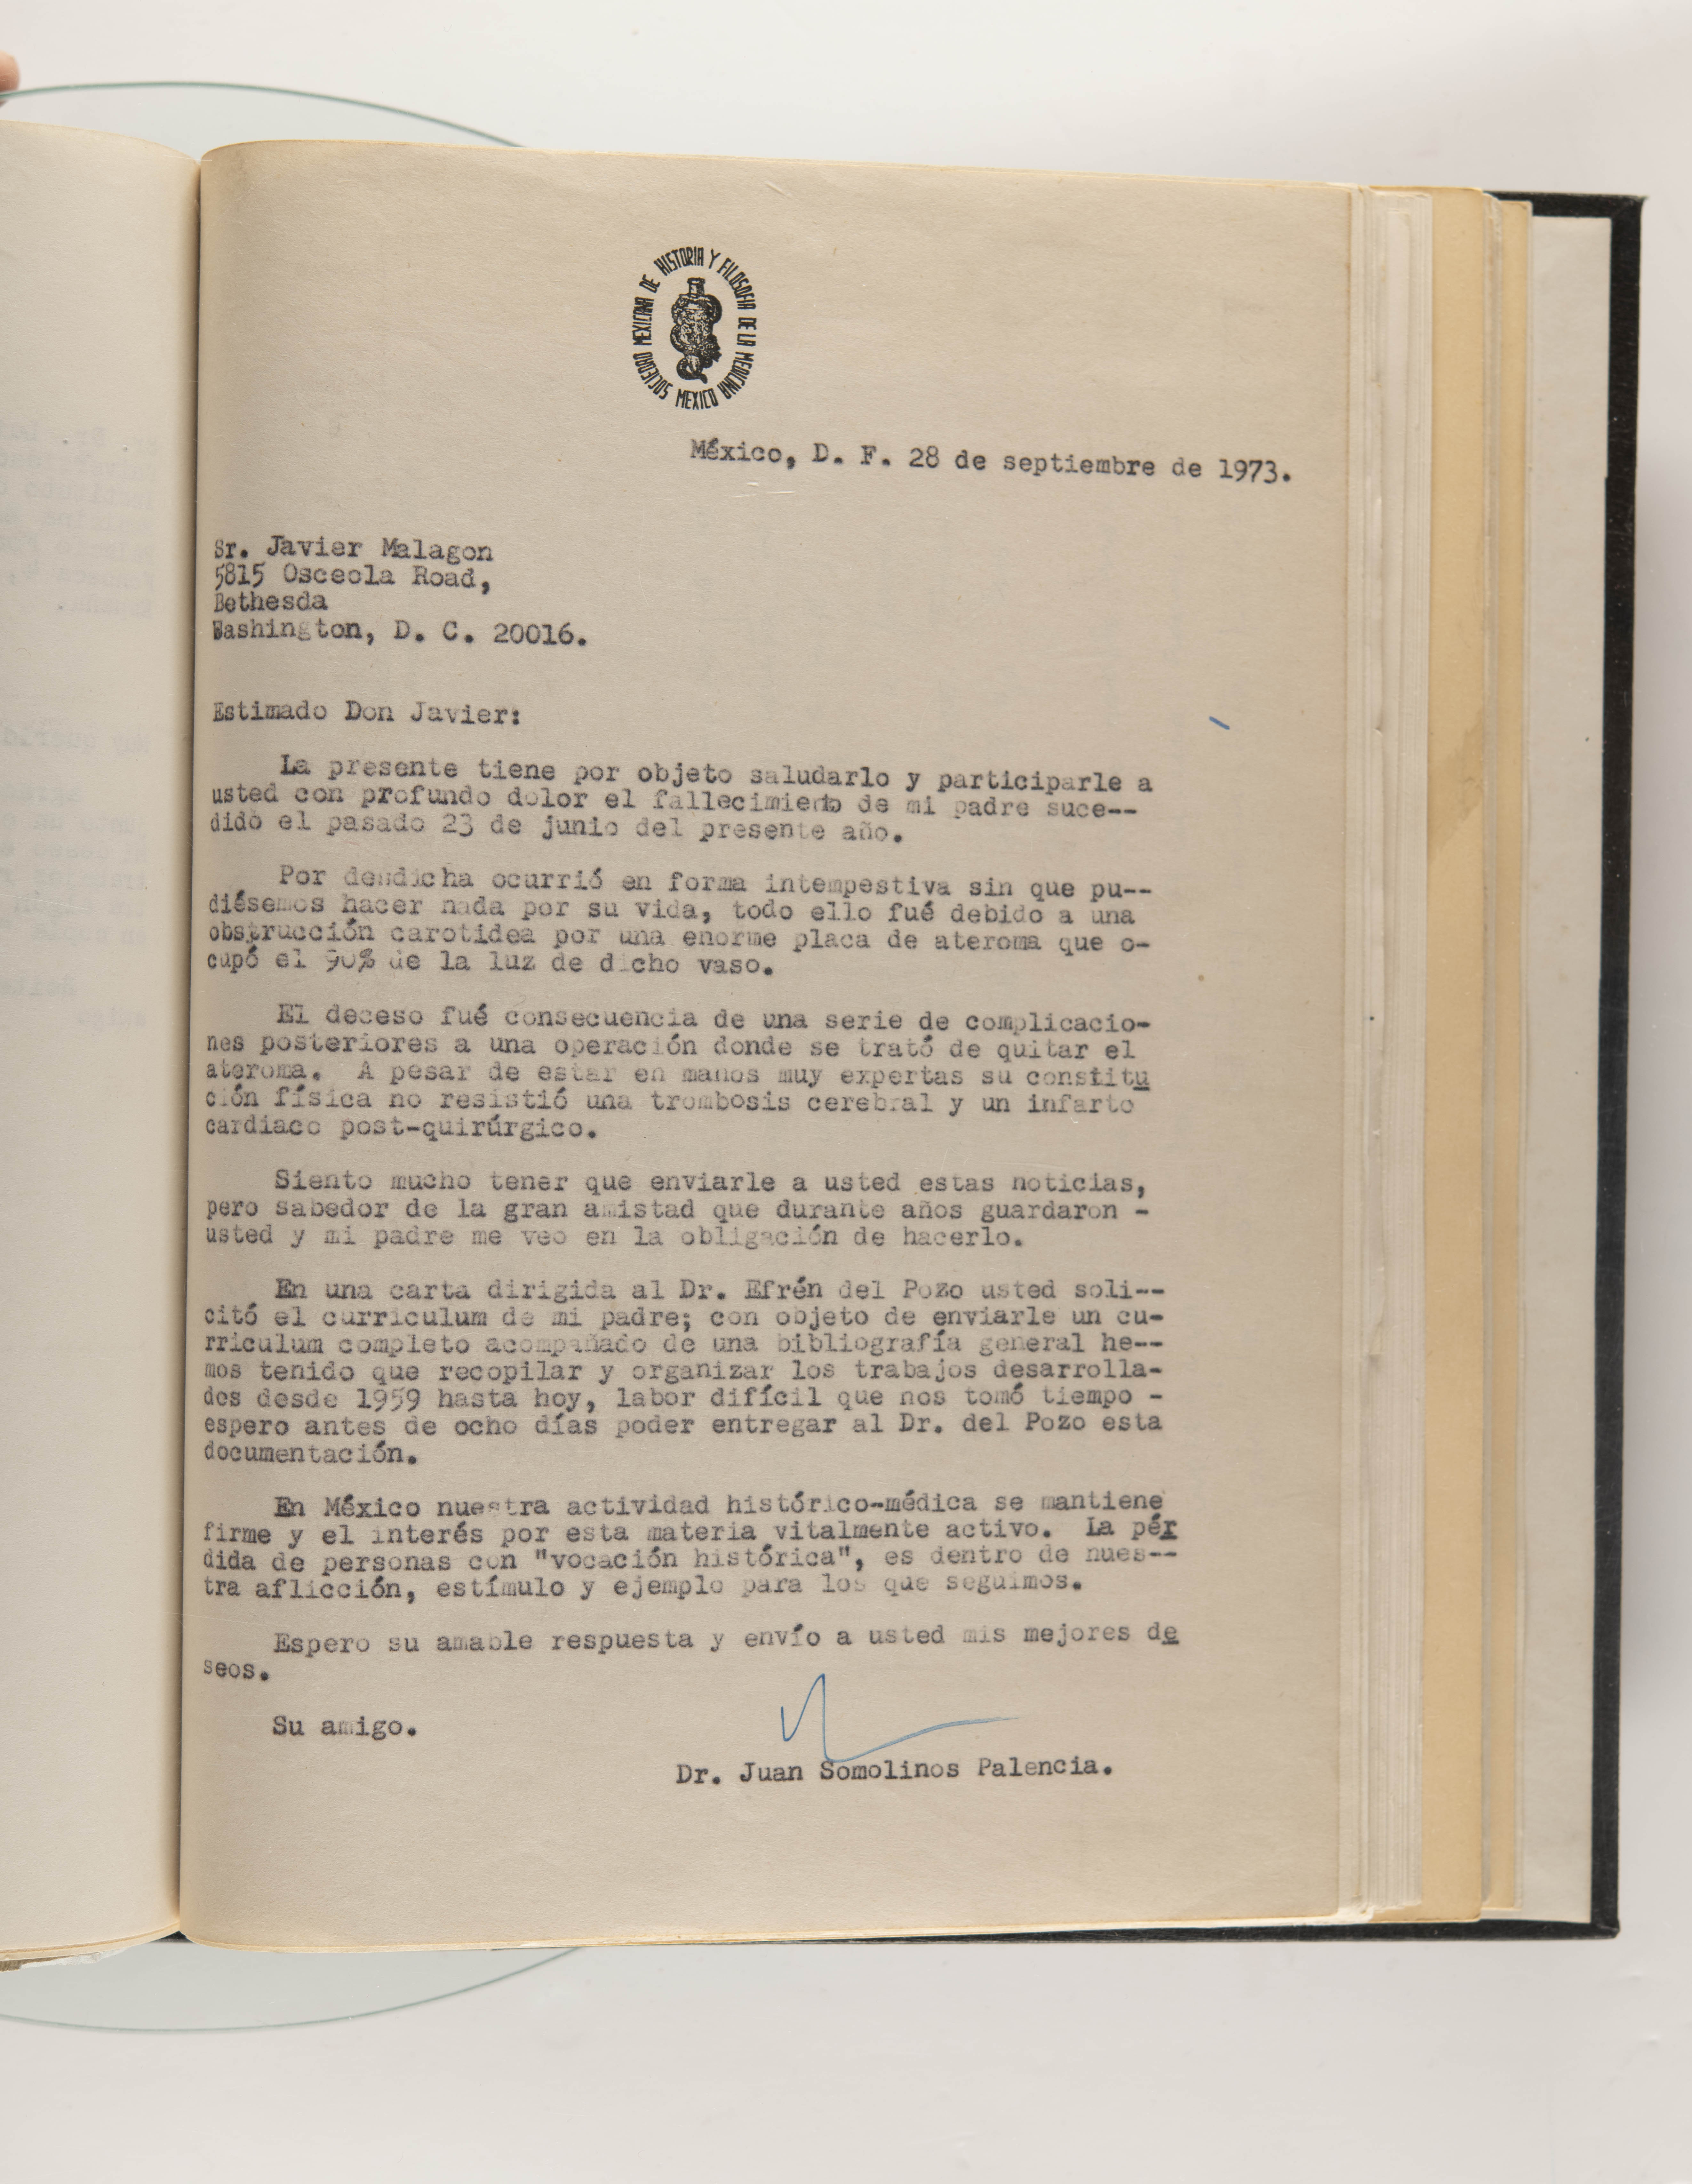 SOCIEDAD MEXICANA DE HISTORIA Y FILOSOFIA DE LA MEDICINA MEXICO
México, D. F. 28 de septiembre de 1973.
Sr. Javier Malagon
5815 Osceola Road,
Bethesda
Washington, D. C. 20016.
Estimado Don Javier:
La presente tiene por objeto saludarlo y participarle a
usted con profundo dolor el fallecimiento de mi padre suce--
dido el pasado 23 de junio del presente año.
Por desdicha ocurrió en forma intempestiva sin que pu--
diésemos hacer nada por su vida, todo ello fué debido a una
obstrucción carotidea por una enorme placa de ateroma que o-
cupó el 90% de la luz de dicho vaso.
El deceso fué consecuencia de una serie de complicacio-
nes posteriores a una operación donde se trató de quitar el
ateroma. A pesar de estar en manos muy expertas su constitu
ción física no resistió una trombosis cerebral y un infarto
cardiaco post-quirúrgico.
Siento mucho tener que enviarle a usted estas noticias,
pero sabedor de la gran amistad que durante años guardaron -
usted y mi padre me veo en la obligación de hacerlo.
En una carta dirigida al Dr. Efrén del Pozo usted soli--
citó el curriculum de mi padre; con objeto de enviarle un cu-
rriculum completo acompañado de una bibliografía general he--
mos tenido que recopilar y organizar los trabajos desarrolla-
dos desde 1959 hasta hoy, labor difícil que nos tomó tiempo -
espero antes de ocho días poder entregar al Dr. del Pozo esta
documentación.
En México nuestra actividad histórico-médica se mantiene
firme y el interés por esta materia vitalmente activo. La pér
dida de personas con "vocación histórica", es dentro de nues--
tra aflicción, estímulo y ejemplo para los que seguimos.
Espero su amable respuesta y envío a usted mis mejores de
seos.
Su amigo.
Dr. Juan Somolinos Palencia.